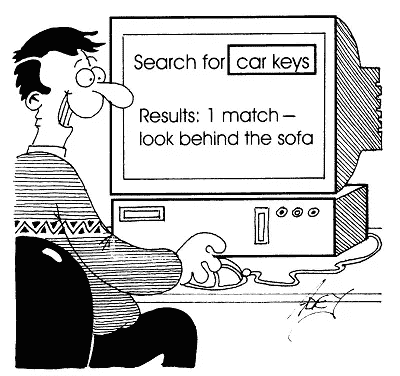 Search for car keys
Results: 1 match –
look behind the sofa